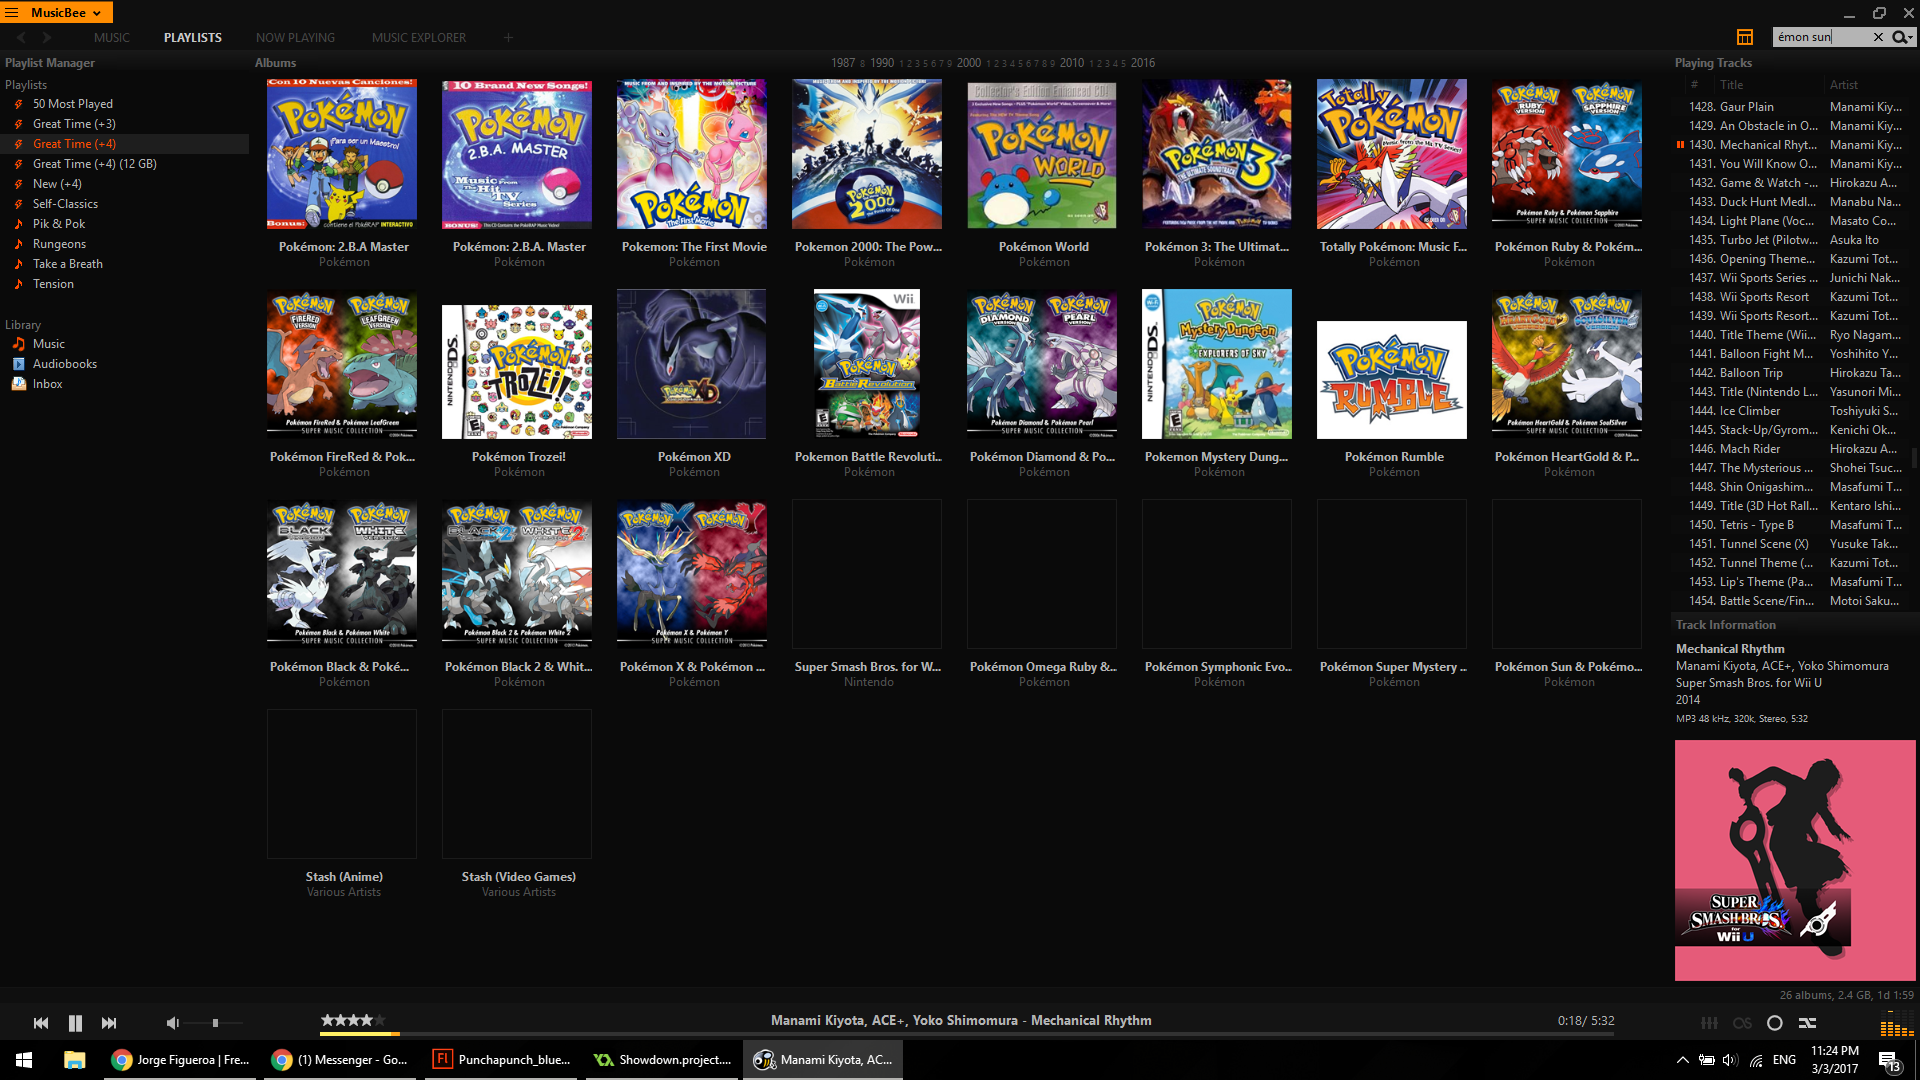 MusicBee
MUSIC PLAYLISTS NOW PLAYING MUSIC EXPLORER +
émon sun
Playlist Manager
Playlists
50 Most Played
Great Time (+3)
Great Time (+4)
Great Time (+4) (12 GB)
New (+4)
Self-Classics
Pik & Pok
Rungeons
Take a Breath
Tension
Library
Music
Audiobooks
Inbox
Albums
1987 8 1990 1 2 3 5 6 7 9 2000 1 2 3 4 5 6 7 8 9 2010 1 2 3 4 5 2016
Pokémon: 2.B.A Master
Pokémon
Pokémon: 2.B.A. Master
Pokémon
Pokemon: The First Movie
Pokémon
Pokemon 2000: The Pow...
Pokémon
Pokémon World
Pokémon
Pokémon 3: The Ultimat...
Pokémon
Totally Pokémon: Music F...
Pokémon
Pokémon Ruby & Pokém...
Pokémon
Pokémon FireRed & Pok...
Pokémon
Pokémon Trozei!
Pokémon
Pokémon XD
Pokémon
Pokemon Battle Revoluti...
Pokémon
Pokémon Diamond & Po...
Pokémon
Pokemon Mystery Dung...
Pokémon
Pokémon Rumble
Pokémon
Pokémon HeartGold & P...
Pokémon
Pokémon Black & Poké...
Pokémon
Pokémon Black 2 & Whit...
Pokémon
Pokémon X & Pokémon ...
Pokémon
Super Smash Bros. for W...
Nintendo
Pokémon Omega Ruby &...
Pokémon
Pokémon Symphonic Evo...
Pokémon
Pokémon Super Mystery ...
Pokémon
Pokémon Sun & Pokémo...
Pokémon
Stash (Anime)
Various Artists
Stash (Video Games)
Various Artists
Playing Tracks
# Title Artist
1428. Gaur Plain Manami Kiy...
1429. An Obstacle in O... Manami Kiy...
1430. Mechanical Rhyt... Manami Kiy...
1431. You Will Know O... Manami Kiy...
1432. Game & Watch -... Hirokazu A...
1433. Duck Hunt Medl... Manabu Na...
1434. Light Plane (Voc... Masato Co...
1435. Turbo Jet (Pilotw... Asuka Ito
1436. Opening Theme... Kazumi Tot...
1437. Wii Sports Series ... Junichi Nak...
1438. Wii Sports Resort Kazumi Tot...
1439. Wii Sports Resort... Kazumi Tot...
1440. Title Theme (Wii... Ryo Nagam...
1441. Balloon Fight M... Yoshihito Y...
1442. Balloon Trip Hirokazu Ta...
1443. Title (Nintendo L... Yasunori Mi...
1444. Ice Climber Toshiyuki S...
1445. Stack-Up/Gyrom... Kenichi Ok...
1446. Mach Rider Hirokazu A...
1447. The Mysterious ... Shohei Tsuc...
1448. Shin Onigashim... Masafumi T...
1449. Title (3D Hot Rall... Kentaro Ishi...
1450. Tetris - Type B Masafumi T...
1451. Tunnel Scene (X) Yusuke Tak...
1452. Tunnel Theme (... Kazumi Tot...
1453. Lip's Theme (Pa... Masafumi T...
1454. Battle Scene/Fin... Motoi Saku...
Track Information
Mechanical Rhythm
Manami Kiyota, ACE+, Yoko Shimomura
Super Smash Bros. for Wii U
2014
MP3 48 kHz, 320k, Stereo, 5:32
SUPER
SMASH BROS.
for
Wii U
26 albums, 2.4 GB, 1d 1:59
Manami Kiyota, ACE+, Yoko Shimomura - Mechanical Rhythm
0:18/ 5:32
Jorge Figueroa | Fre...
(1) Messenger - Go...
Punchapunch_blue...
Showdown.project....
Manami Kiyota, AC...
ENG
11:24 PM
3/3/2017
13